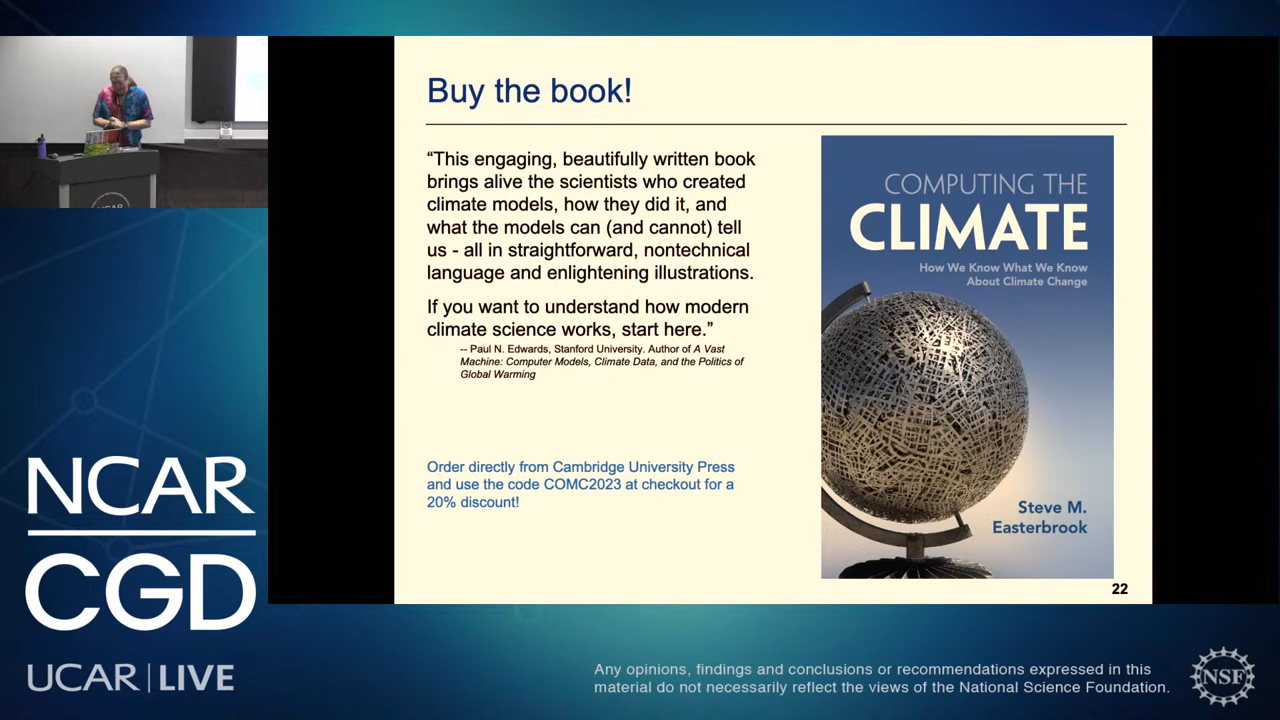 Buy the book!
“This engaging, beautifully written book
brings alive the scientists who created
climate models, how they did it, and
what the models can (and cannot) tell
us - all in straightforward, nontechnical
language and enlightening illustrations.
If you want to understand how modern
climate science works, start here.”
-- Paul N. Edwards, Stanford University. Author of A Vast
Machine: Computer Models, Climate Data, and the Politics of
Global Warming
Order directly from Cambridge University Press
and use the code COMC2023 at checkout for a
20% discount!
COMPUTING THE
CLIMATE
How We Know What We Know
About Climate Change
Steve M.
Easterbrook
22
NCAR
NCAR
CGD
UCAR | LIVE
Any opinions, findings and conclusions or recommendations expressed in this
material do not necessarily reflect the views of the National Science Foundation.
NSF